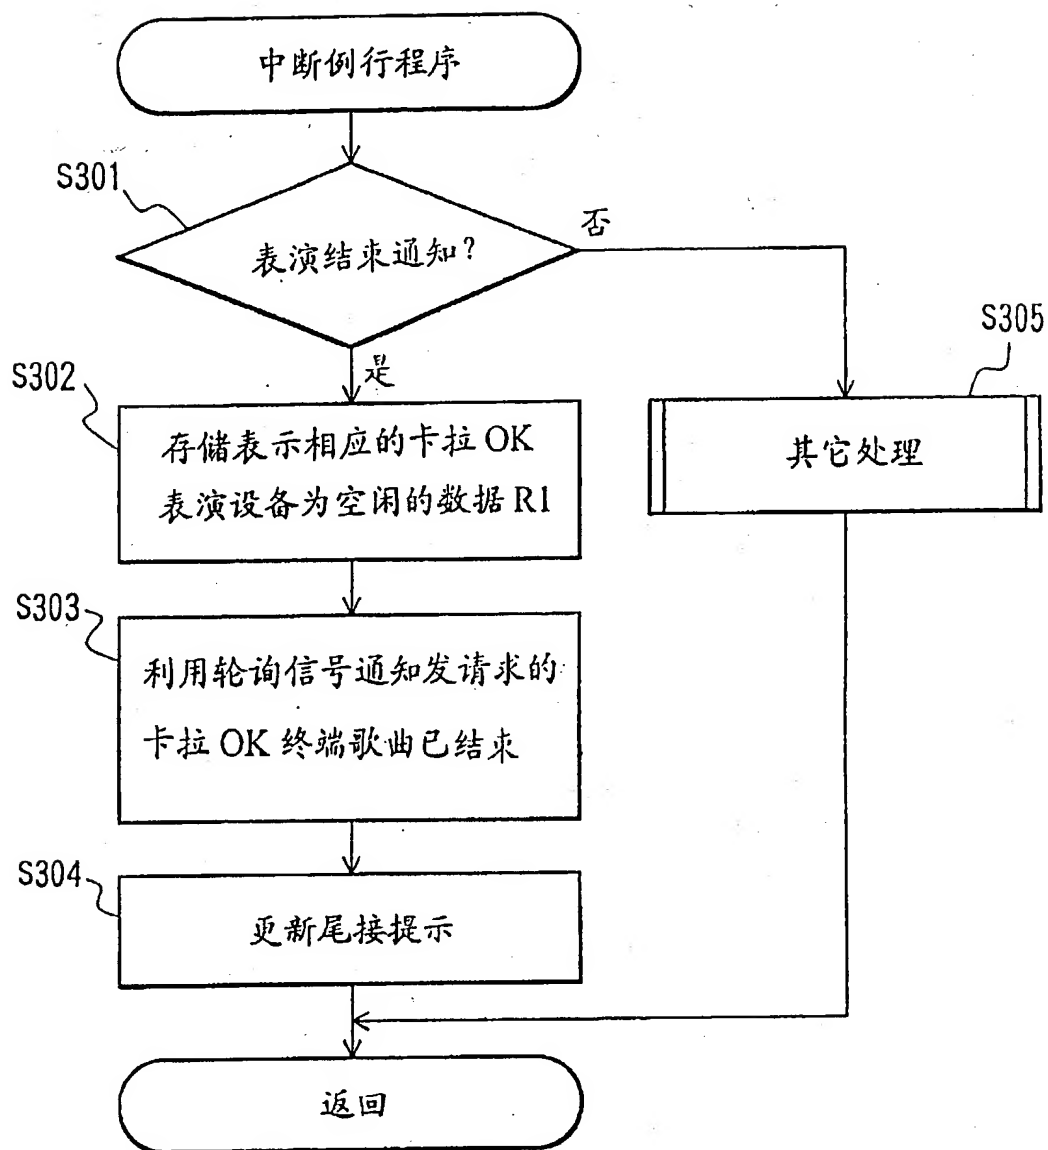 中断例行程序
S301
表演结束通知?
否
是
S302
存储表示相应的卡拉OK
表演设备为空闲的数据R1
S305
其它处理
S303
利用轮询信号通知发请求的
卡拉OK终端歌曲已结束
S304
更新尾接提示
返回